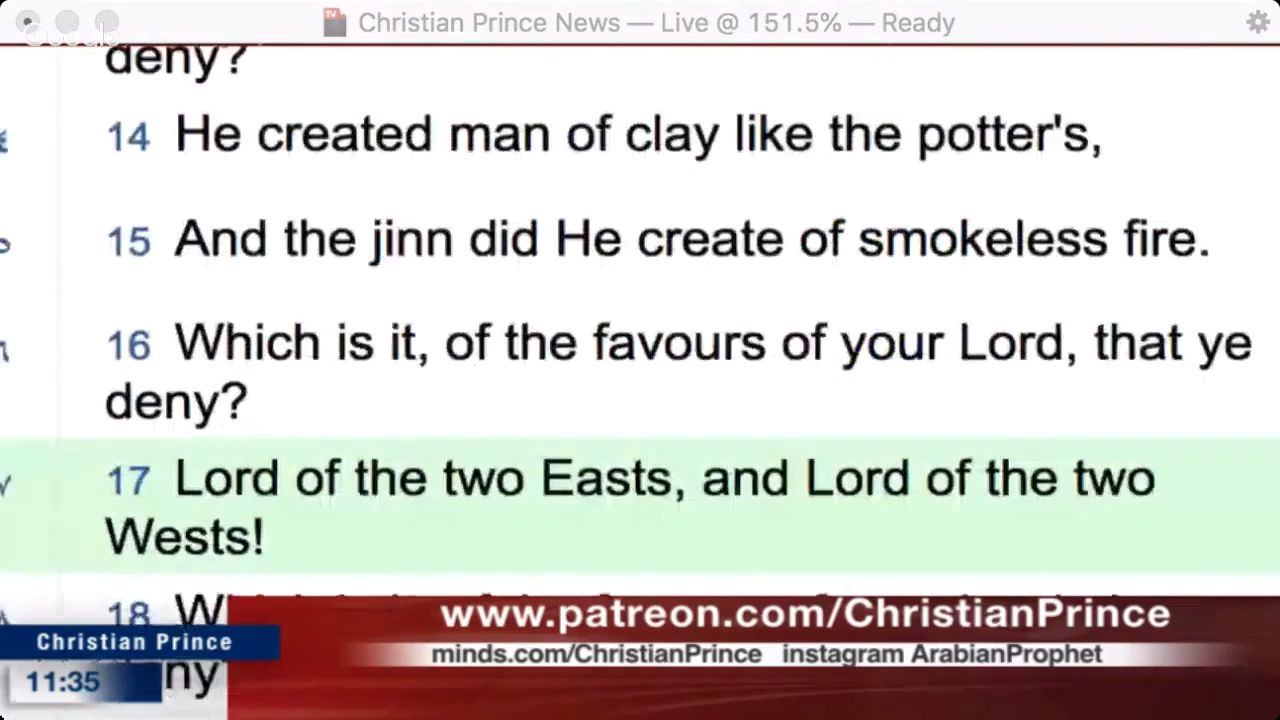 Christian Prince News — Live @ 151.5% — Ready
Google
deny?
14 He created man of clay like the potter's,
15 And the jinn did He create of smokeless fire.
16 Which is it, of the favours of your Lord, that ye
deny?
17 Lord of the two Easts, and Lord of the two
Wests!
18
www.patreon.com/ChristianPrince
Christian Prince
minds.com/ChristianPrince instagram ArabianProphet
11:35